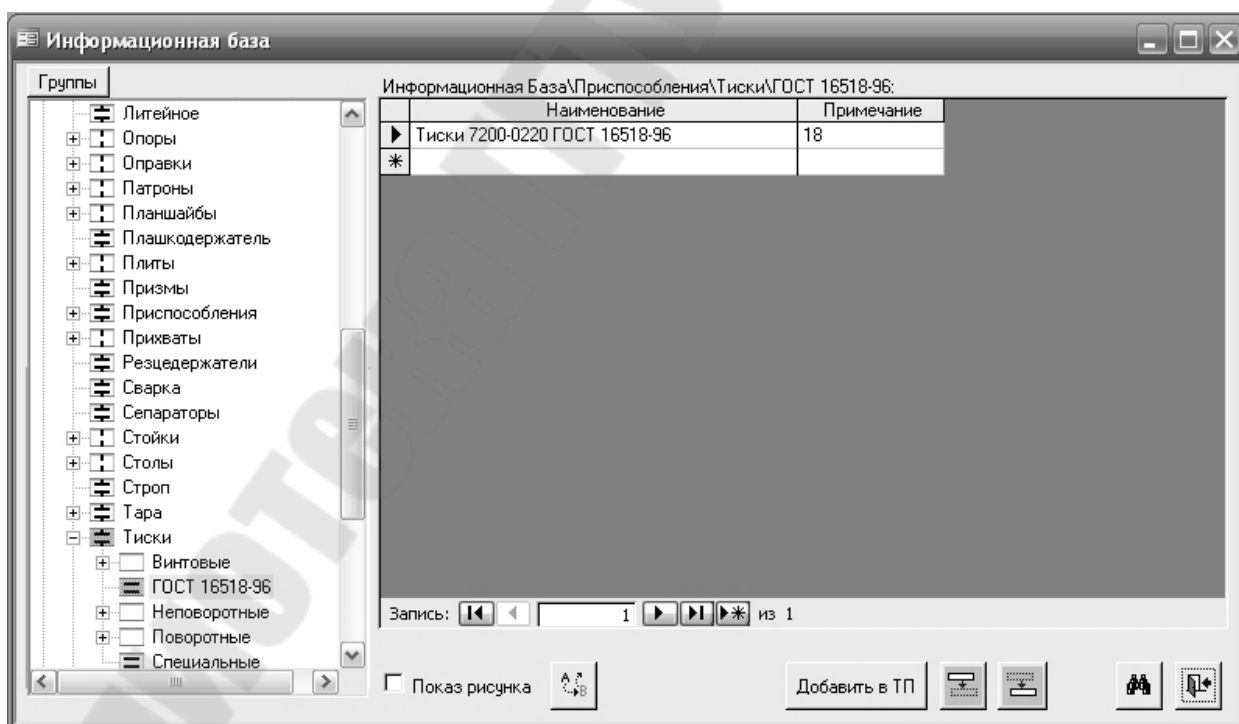 Информационная база
Группы
Литейное
Опоры
Оправки
Патроны
Планшайбы
Плашкодержатель
Плиты
Призмы
Приспособления
Прихваты
Резцедержатели
Сварка
Сепараторы
Стойки
Столы
Строп
Тара
Тиски
Винтовые
ГОСТ 16518-96
Неповоротные
Поворотные
Специальные
Информационная База\Приспособления\Тиски\ГОСТ 16518-96:
Наименование Примечание
Тиски 7200-0220 ГОСТ 16518-96 18
Запись: 1 из 1
Показ рисунка
Добавить в ТП